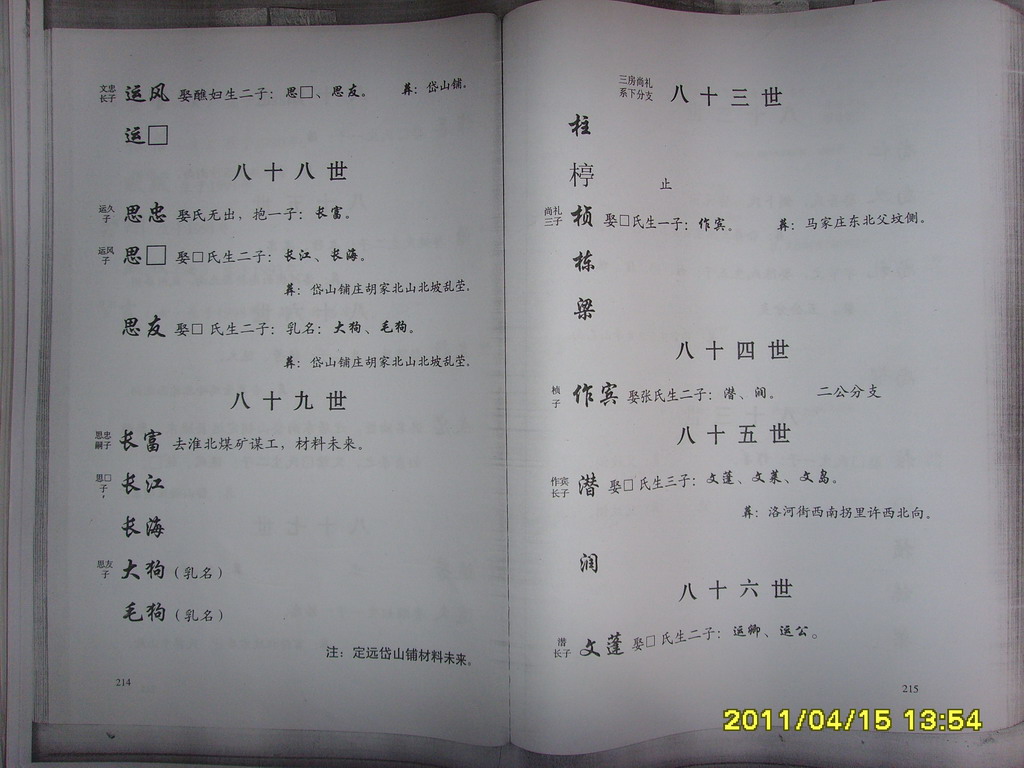 文忠长子 运风 娶醮妇生二子：思□、思友。 葬：岱山铺。
运□
八十八世
运久子 思忠 娶氏无出，抱一子：长富。
运风子 思□ 娶□氏生二子：长江、长海。
葬：岱山铺庄胡家北山北坡乱茔。
思友 娶□ 氏生二子：乳名：大狗、毛狗。
葬：岱山铺庄胡家北山北坡乱茔。
八十九世
思忠嗣子 长富 去淮北煤矿谋工，材料未来。
思□子， 长江
长海
思友子 大狗（乳名）
毛狗（乳名）
注：定远岱山铺材料未来。
214
三房尚礼系下分支 八十三世
柱
楟 止
尚礼三子 桢 娶□氏生一子：作宾。 葬：马家庄东北父坟侧。
栋
梁
八十四世
桢子 作宾 娶张氏生二子：潜、润。 二公分支
八十五世
作宾长子 潜 娶□ 氏生三子：文蓬、文莱、文岛。
葬：洛河街西南拐里许西北向。
润
八十六世
潜长子 文蓬 娶□ 氏生二子：运卿、运公。
215
2011/04/15 13:54